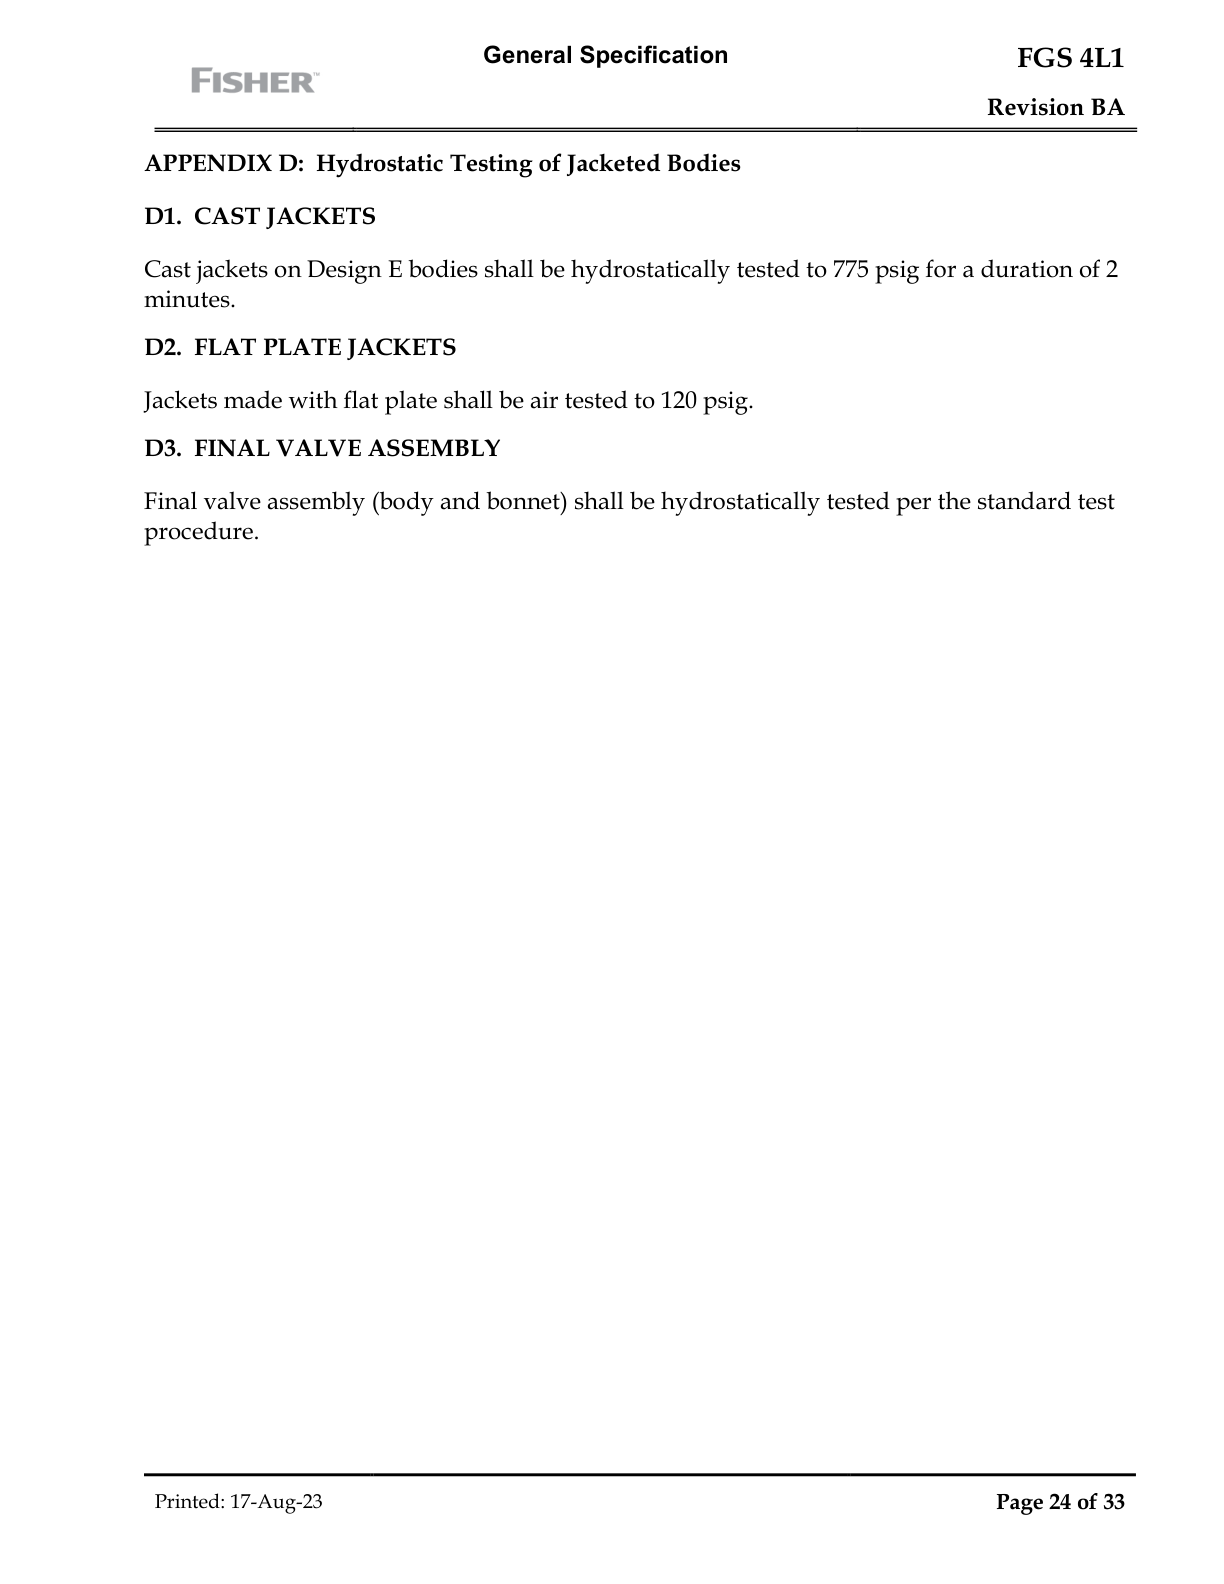 General Specification
FGS 4L1
FISHER™
Revision BA
APPENDIX D: Hydrostatic Testing of Jacketed Bodies
D1. CAST JACKETS
Cast jackets on Design E bodies shall be hydrostatically tested to 775 psig for a duration of 2
minutes.
D2. FLAT PLATE JACKETS
Jackets made with flat plate shall be air tested to 120 psig.
D3. FINAL VALVE ASSEMBLY
Final valve assembly (body and bonnet) shall be hydrostatically tested per the standard test
procedure.
Printed: 17-Aug-23
Page 24 of 33